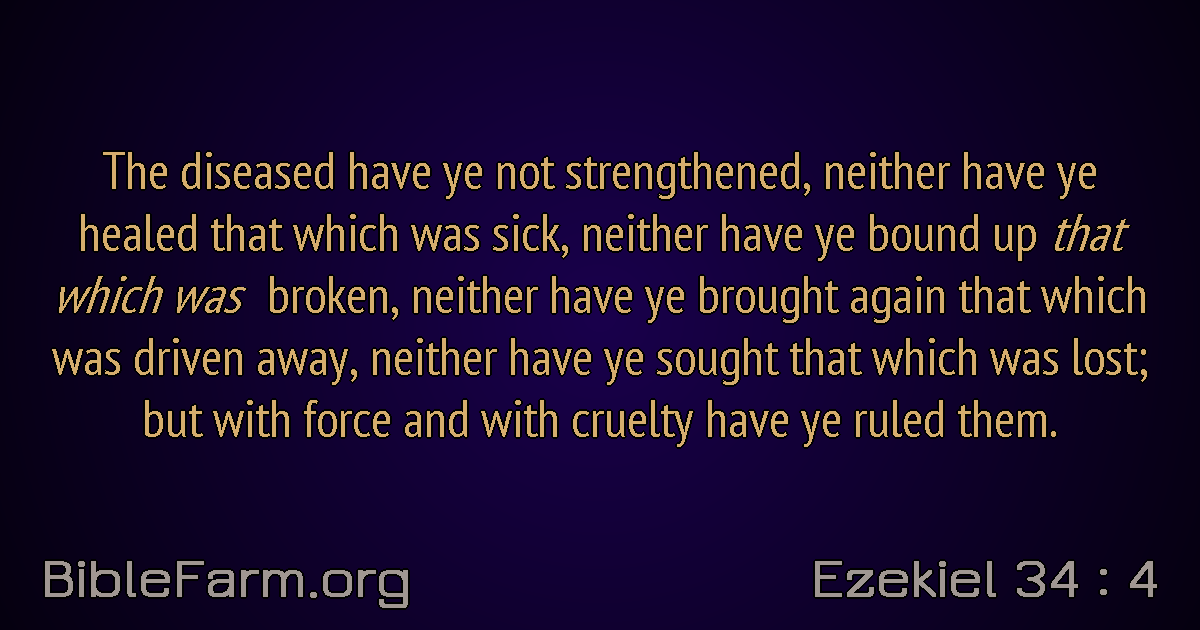 The diseased have ye not strengthened, neither have ye
healed that which was sick, neither have ye bound up that
which was broken, neither have ye brought again that which
was driven away, neither have ye sought that which was lost;
but with force and with cruelty have ye ruled them.
BibleFarm.org
Ezekiel 34 : 4